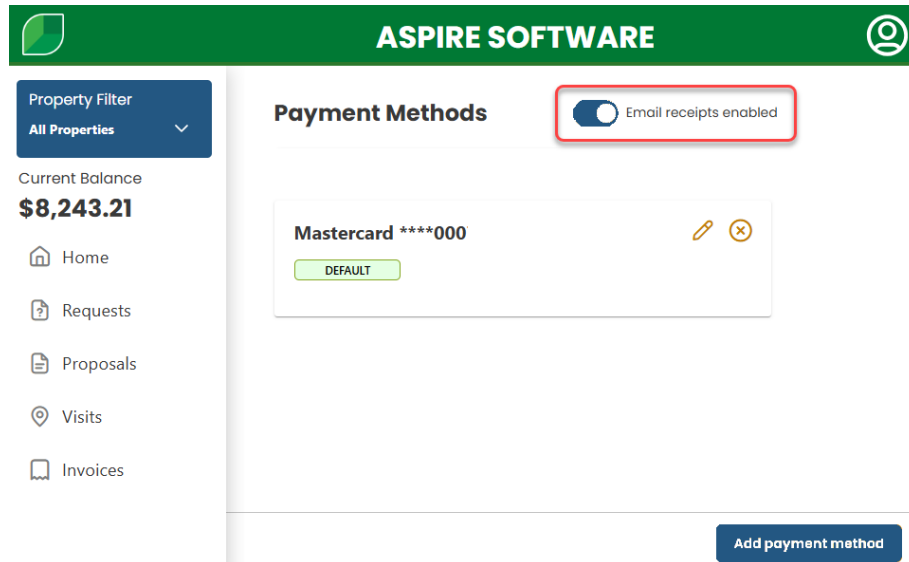 ASPIRE SOFTWARE
Property Filter
All Properties
Current Balance
$8,243.21
Home
Requests
Proposals
Visits
Invoices
Payment Methods
Email receipts enabled
Mastercard ****000
DEFAULT
Add payment method